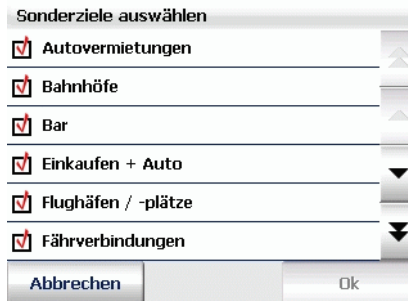 Sonderziele auswählen
Autovermietungen
Bahnhöfe
Bar
Einkaufen + Auto
Flughäfen / -plätze
Fährverbindungen
Abbrechen
Ok